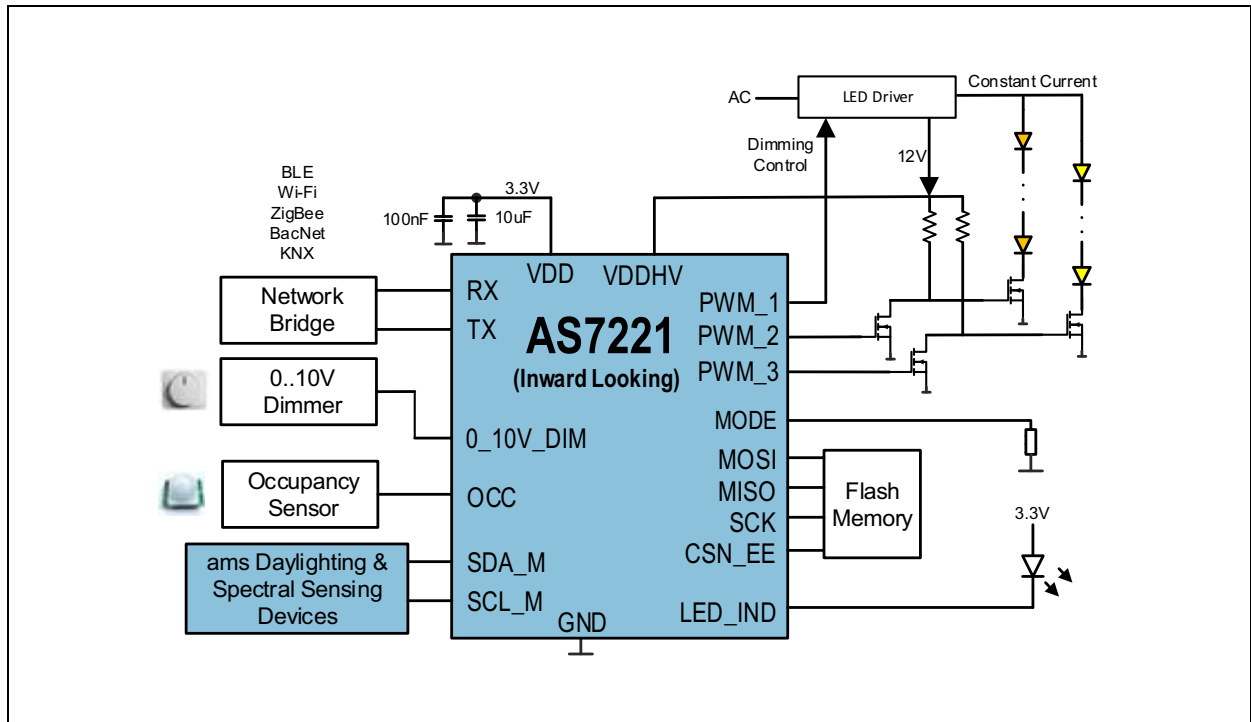 AC
LED Driver
Constant Current
Dimming
Control
12V
BLE
Wi-Fi
ZigBee
BacNet
KNX
3.3V
100nF
10uF
VDD
VDDHV
Network
Bridge
RX
TX
AS7221
(Inward Looking)
PWM_1
PWM_2
PWM_3
0..10V
Dimmer
0_10V_DIM
MODE
MOSI
MISO
SCK
CSN_EE
Flash
Memory
Occupancy
Sensor
OCC
3.3V
ams Daylighting &
Spectral Sensing
Devices
SDA_M
SCL_M
GND
LED_IND